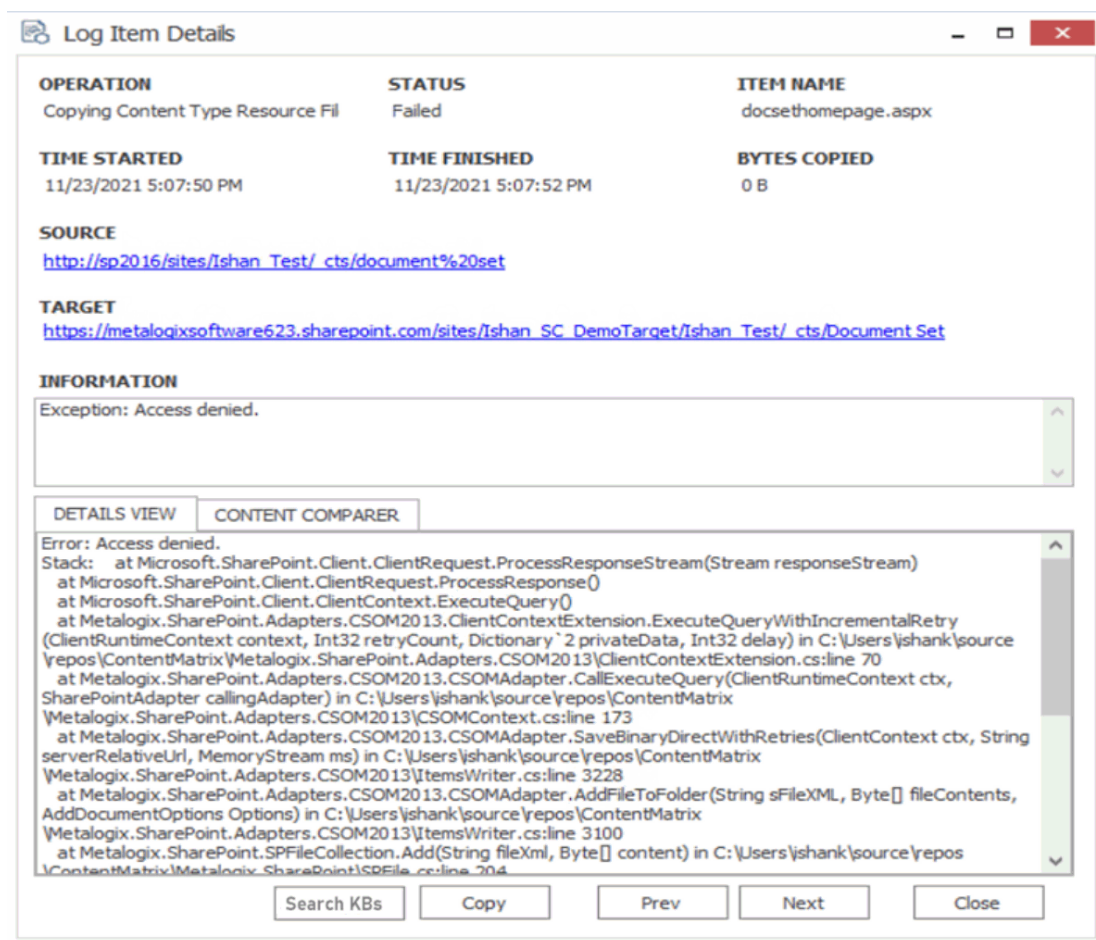 Log Item Details
OPERATION STATUS ITEM NAME
Copying Content Type Resource Fil Failed docsethomepage.aspx
TIME STARTED TIME FINISHED BYTES COPIED
11/23/2021 5:07:50 PM 11/23/2021 5:07:52 PM 0 B
SOURCE
http://sp2016/sites/Ishan_Test/_cts/document%20set
TARGET
https://metalogixsoftware623.sharepoint.com/sites/Ishan_SC_DemoTarget/Ishan_Test/_cts/Document Set
INFORMATION
Exception: Access denied.
DETAILS VIEW CONTENT COMPARER
Error: Access denied.
Stack: at Microsoft.SharePoint.Client.ClientRequest.ProcessResponseStream(Stream responseStream)
at Microsoft.SharePoint.Client.ClientRequest.ProcessResponse()
at Microsoft.SharePoint.Client.ClientContext.ExecuteQuery()
at Metalogix.SharePoint.Adapters.CSOM2013.ClientContextExtension.ExecuteQueryWithIncrementalRetry
(ClientRuntimeContext context, Int32 retryCount, Dictionary`2 privateData, Int32 delay) in C:\Users\ishank\source
\repos\ContentMatrix\Metalogix.SharePoint.Adapters.CSOM2013\ClientContextExtension.cs:line 70
at Metalogix.SharePoint.Adapters.CSOM2013.CSOMAdapter.CallExecuteQuery(ClientRuntimeContext ctx,
SharePointAdapter callingAdapter) in C:\Users\ishank\source\repos\ContentMatrix
\Metalogix.SharePoint.Adapters.CSOM2013\CSOMContext.cs:line 173
at Metalogix.SharePoint.Adapters.CSOM2013.CSOMAdapter.SaveBinaryDirectWithRetries(ClientContext ctx, String
serverRelativeUrl, MemoryStream ms) in C:\Users\ishank\source\repos\ContentMatrix
\Metalogix.SharePoint.Adapters.CSOM2013\ItemsWriter.cs:line 3228
at Metalogix.SharePoint.Adapters.CSOM2013.CSOMAdapter.AddFileToFolder(String sFileXML, Byte[] fileContents,
AddDocumentOptions Options) in C:\Users\ishank\source\repos\ContentMatrix
\Metalogix.SharePoint.Adapters.CSOM2013\ItemsWriter.cs:line 3100
at Metalogix.SharePoint.SPFileCollection.Add(String fileXml, Byte[] content) in C:\Users\ishank\source\repos
\ContentMatrix\Metalogix.SharePoint\SPFile.cs:line 204
Search KBs Copy Prev Next Close